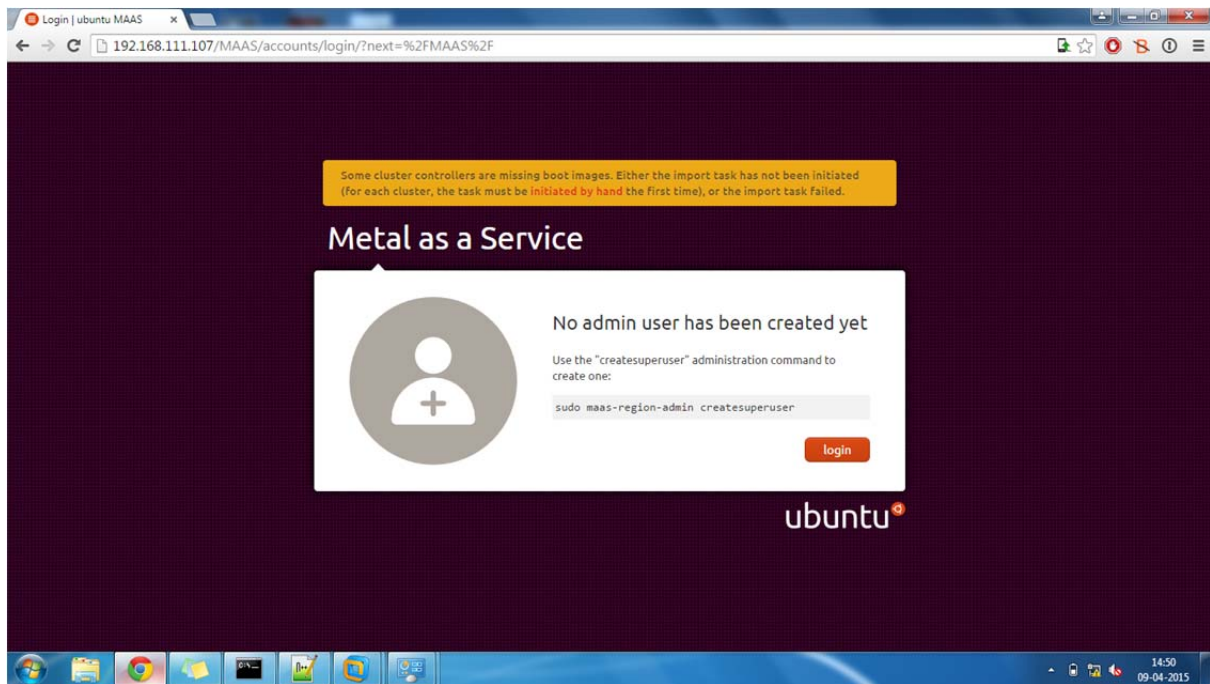 Login | ubuntu MAAS
192.168.111.107/MAAS/accounts/login/?next=%2FMAAS%2F
Some cluster controllers are missing boot images. Either the import task has not been initiated
(for each cluster, the task must be initiated by hand the first time), or the import task failed.
Metal as a Service
No admin user has been created yet
Use the "createsuperuser" administration command to
create one:
sudo maas-region-admin createsuperuser
login
ubuntu
14:50
09-04-2015